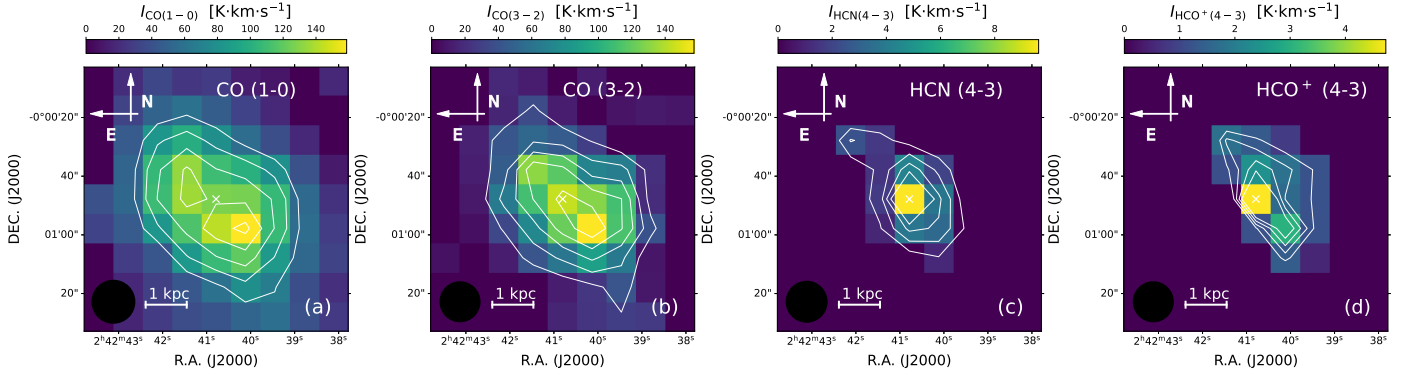 I_CO(1−0) [K·km·s⁻¹]
0 20 40 60 80 100 120 140
CO (1-0)
N
E
-0°00'20"
40"
01'00"
20"
DEC. (J2000)
1 kpc
(a)
2ʰ42ᵐ43ˢ 41ˢ 40ˢ 39ˢ 38ˢ
R.A. (J2000)
I_CO(3−2) [K·km·s⁻¹]
0 20 40 60 80 100 120 140
CO (3-2)
N
E
-0°00'20"
40"
01'00"
20"
DEC. (J2000)
1 kpc
(b)
2ʰ42ᵐ43ˢ 41ˢ 40ˢ 39ˢ 38ˢ
R.A. (J2000)
I_HCN(4−3) [K·km·s⁻¹]
0 2 4 6 8
HCN (4-3)
N
E
-0°00'20"
40"
01'00"
20"
DEC. (J2000)
1 kpc
(c)
2ʰ42ᵐ43ˢ 41ˢ 40ˢ 39ˢ 38ˢ
R.A. (J2000)
I_HCO⁺(4−3) [K·km·s⁻¹]
0 1 2 3 4
HCO⁺ (4-3)
N
E
-0°00'20"
40"
01'00"
20"
DEC. (J2000)
1 kpc
(d)
2ʰ42ᵐ43ˢ 41ˢ 40ˢ 39ˢ 38ˢ
R.A. (J2000)